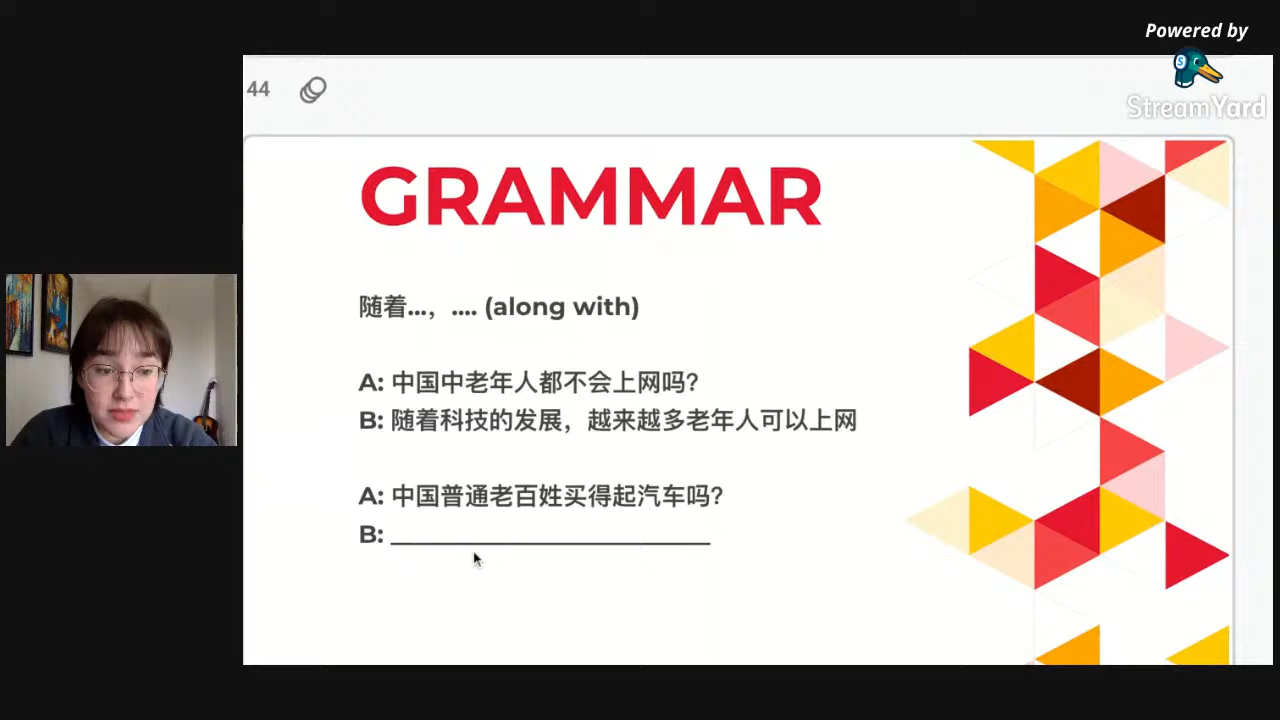 Powered by
StreamYard
44
GRAMMAR
随着...，.... (along with)
A: 中国中老年人都不会上网吗?
B: 随着科技的发展，越来越多老年人可以上网
A: 中国普通老百姓买得起汽车吗?
B: __________________________